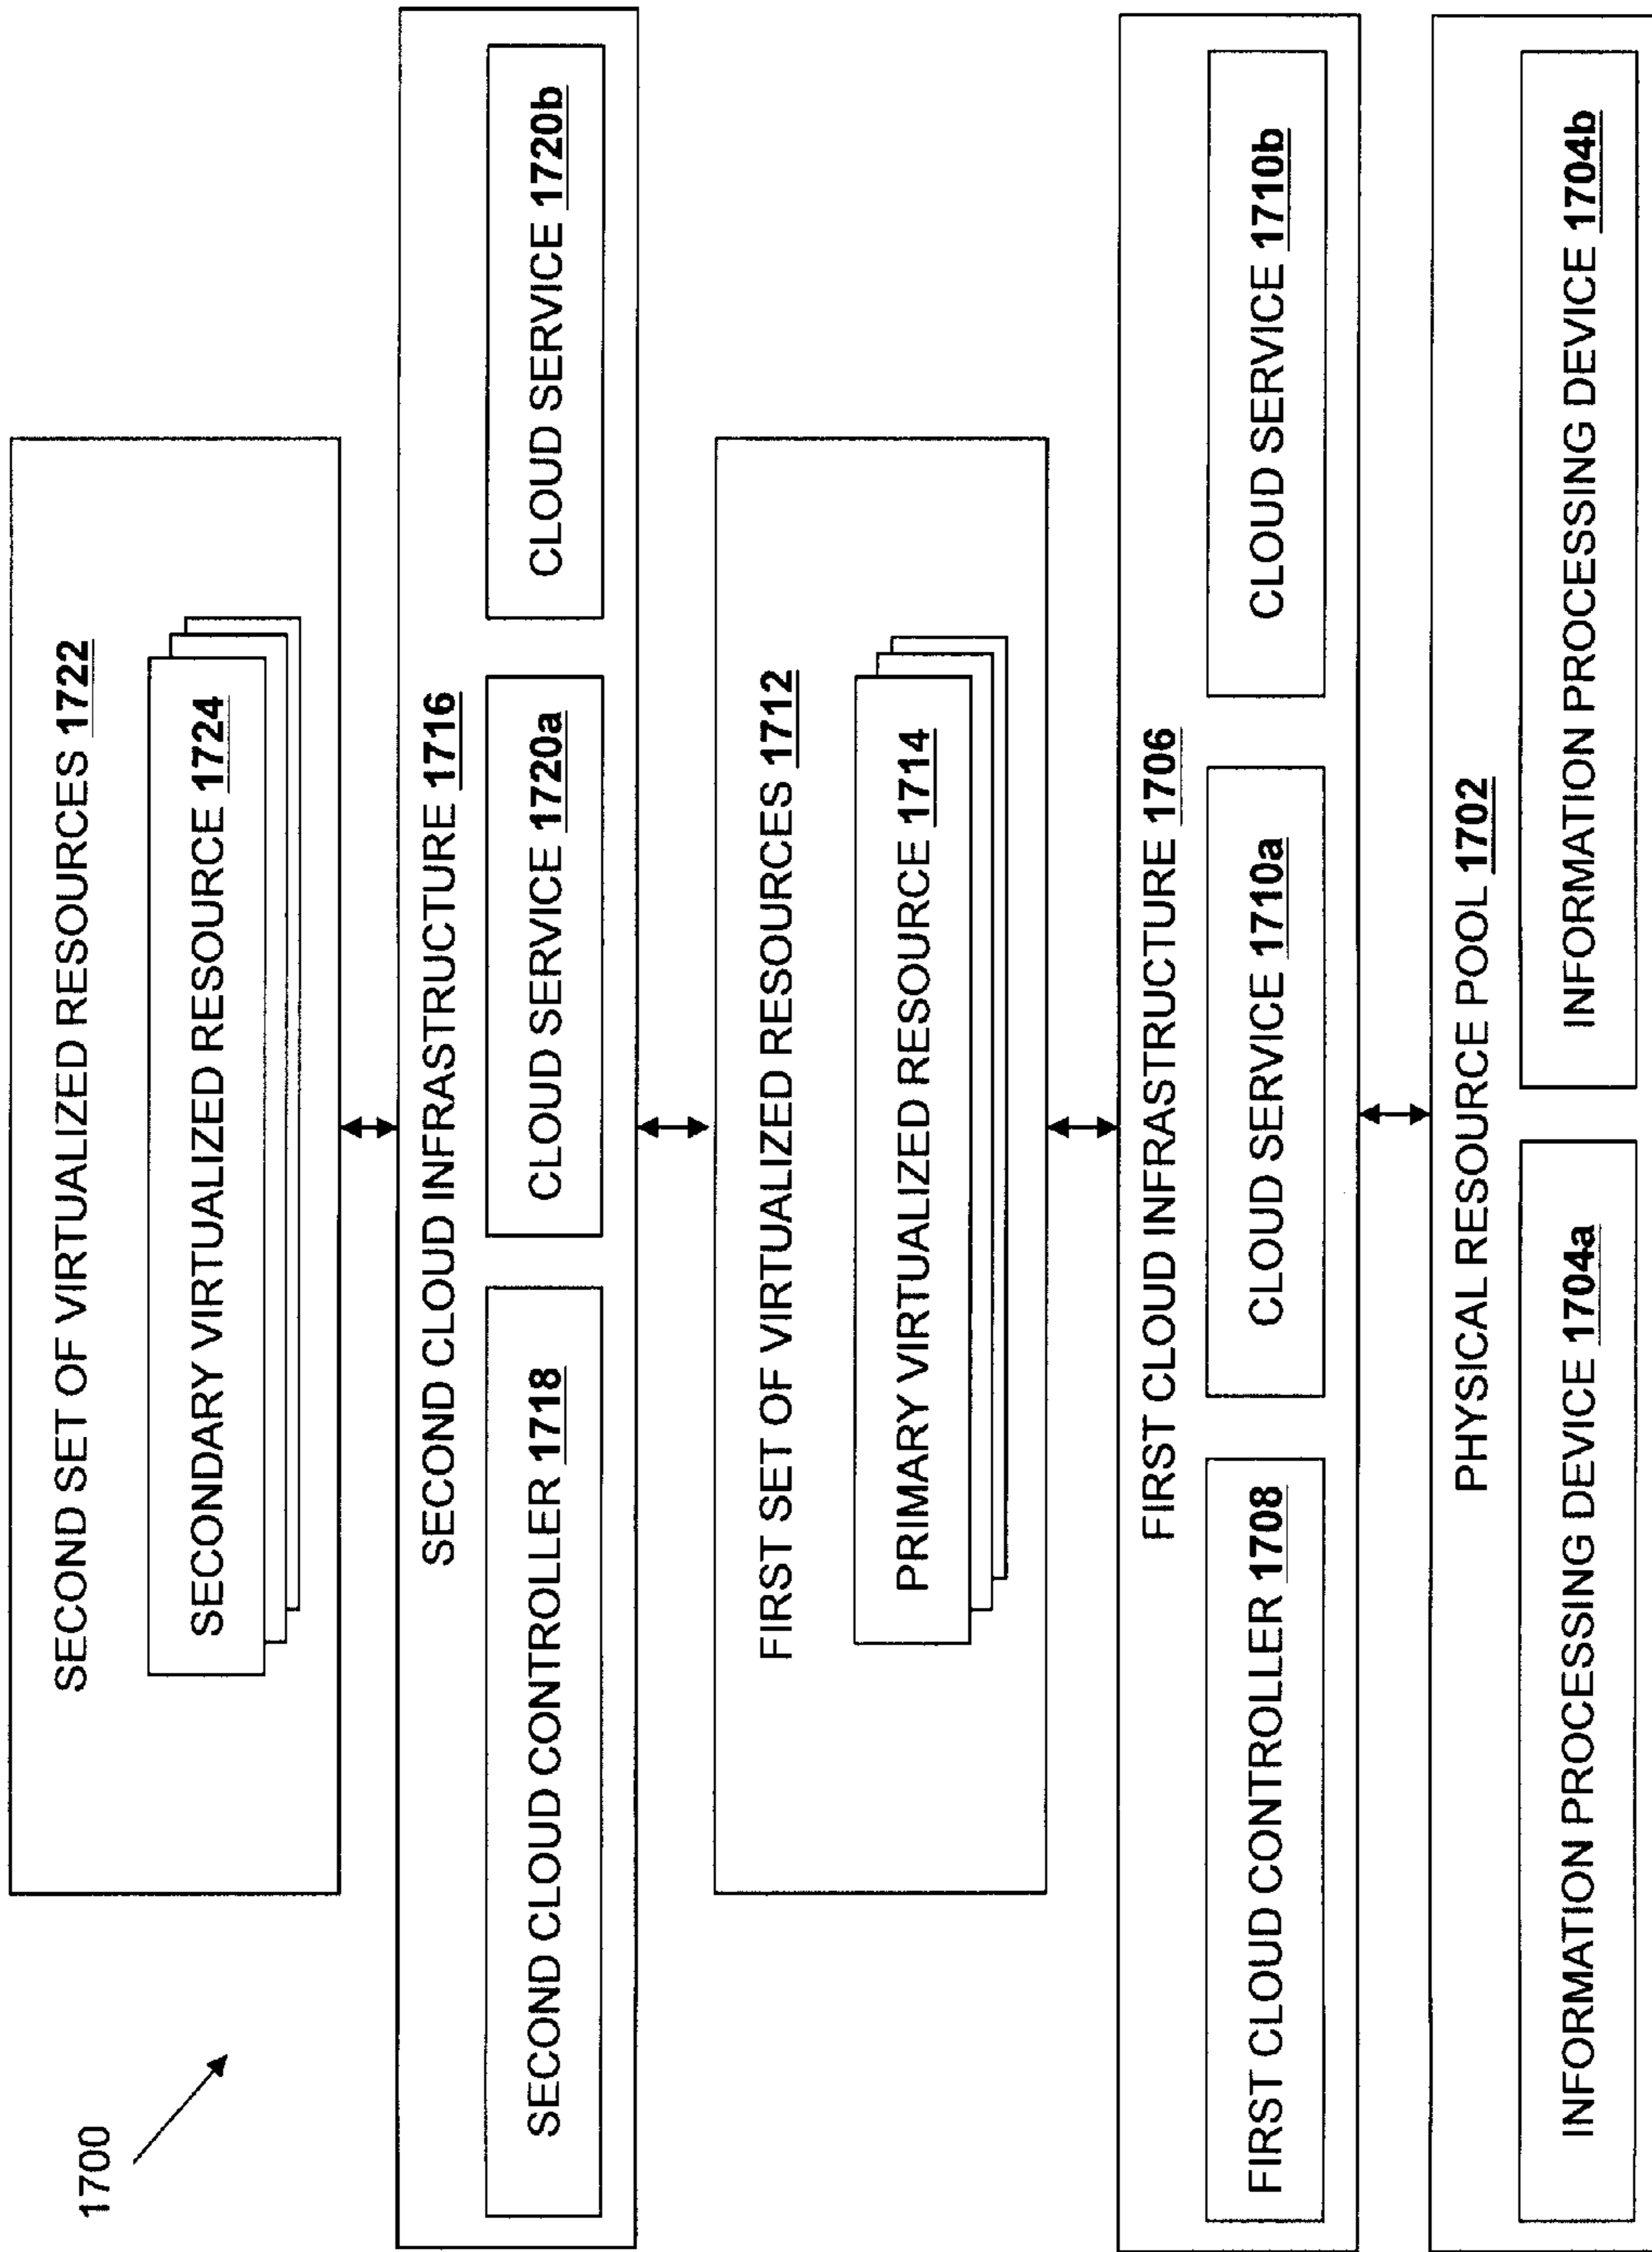 1700
SECOND SET OF VIRTUALIZED RESOURCES 1722
SECONDARY VIRTUALIZED RESOURCE 1724
SECOND CLOUD INFRASTRUCTURE 1716
SECOND CLOUD CONTROLLER 1718
CLOUD SERVICE 1720a
CLOUD SERVICE 1720b
FIRST SET OF VIRTUALIZED RESOURCES 1712
PRIMARY VIRTUALIZED RESOURCE 1714
FIRST CLOUD INFRASTRUCTURE 1706
FIRST CLOUD CONTROLLER 1708
CLOUD SERVICE 1710a
CLOUD SERVICE 1710b
PHYSICAL RESOURCE POOL 1702
INFORMATION PROCESSING DEVICE 1704a
INFORMATION PROCESSING DEVICE 1704b